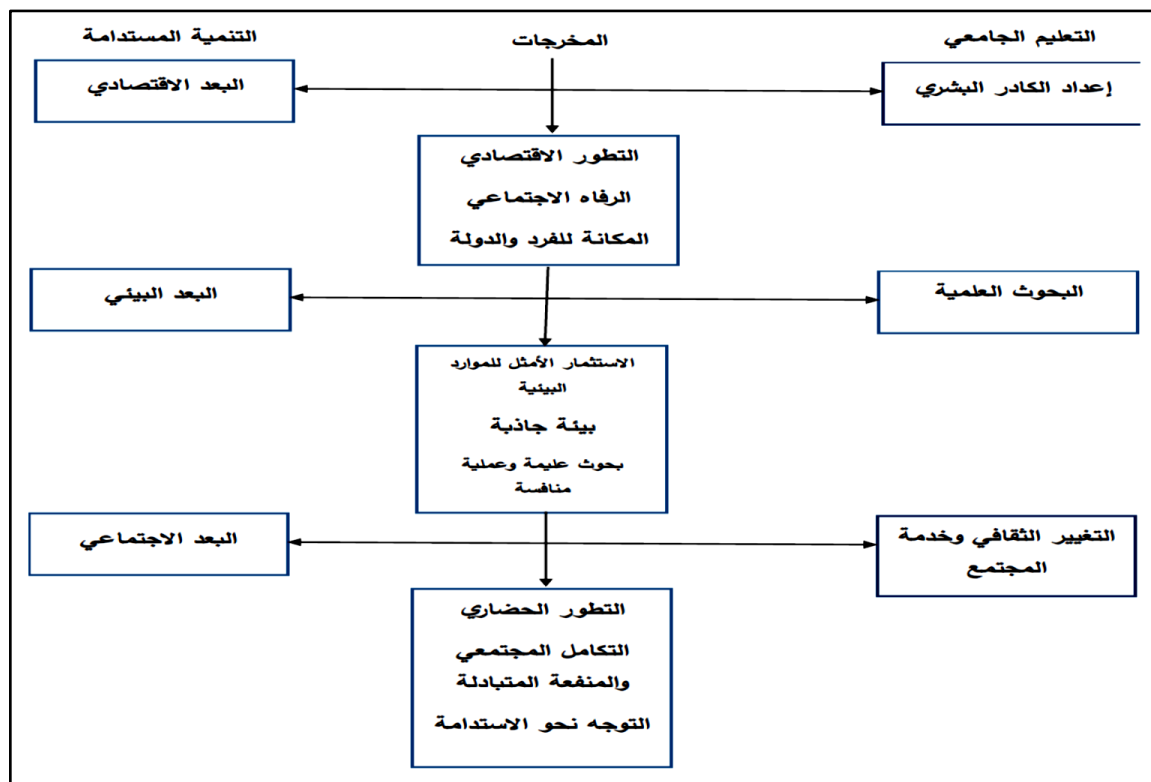 التعليم الجامعي
المخرجات
التنمية المستدامة
إعداد الكادر البشري
البعد الاقتصادي
التطور الاقتصادي
الرفاه الاجتماعي
المكانة للفرد والدولة
البحوث العلمية
البعد البيئي
الاستثمار الأمثل للموارد
البيئية
بيئة جاذبة
بحوث عليمة وعملية
منافسة
التغيير الثقافي وخدمة
المجتمع
البعد الاجتماعي
التطور الحضاري
التكامل المجتمعي
والمنفعة المتبادلة
التوجه نحو الاستدامة